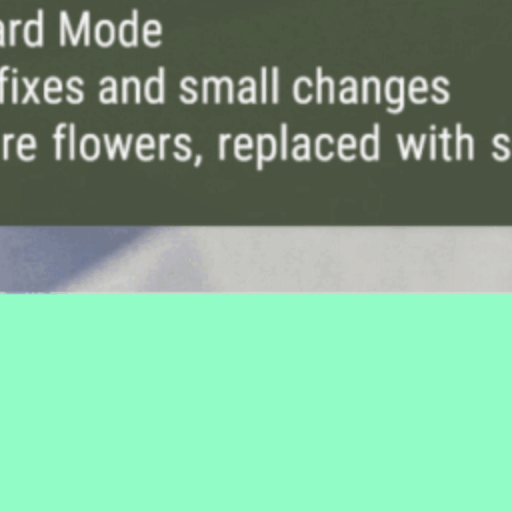 ard Mode
fixes and small changes
re flowers, replaced with s